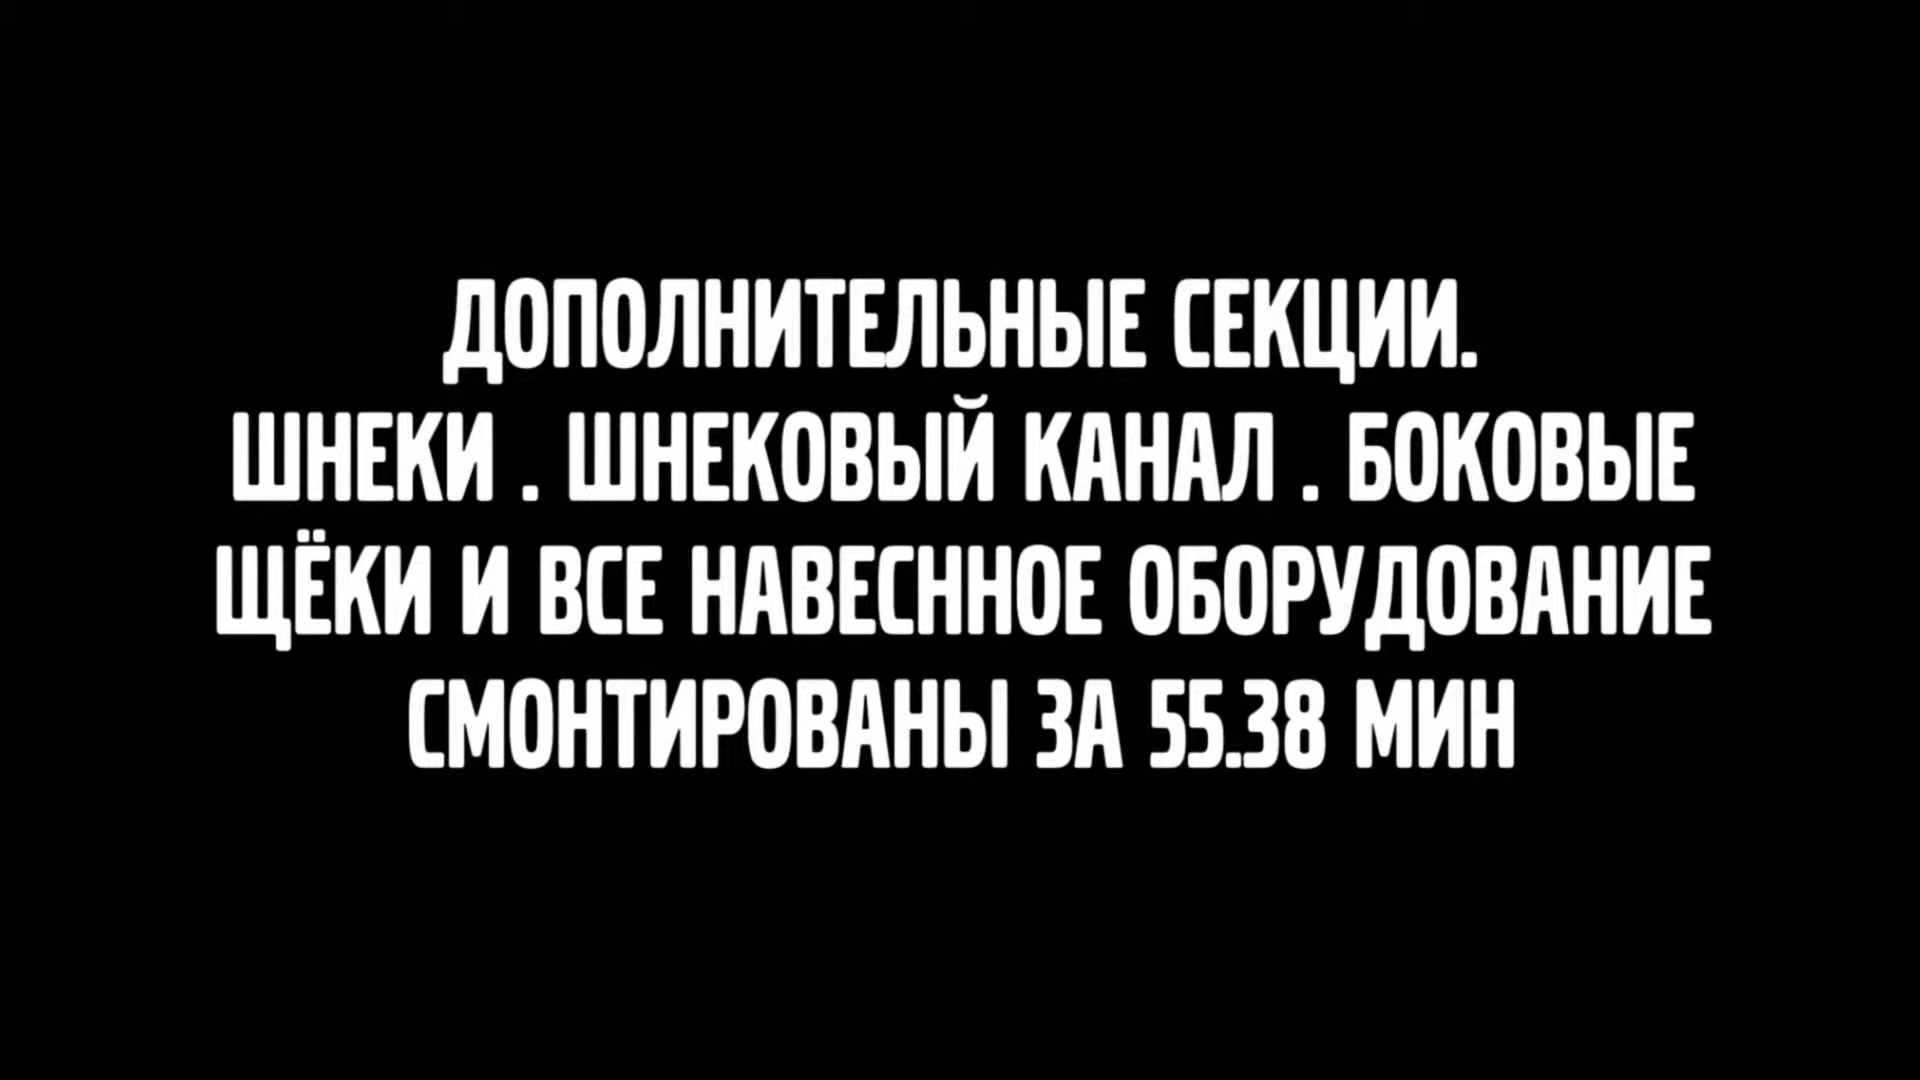 ДОПОЛНИТЕЛЬНЫЕ СЕКЦИИ.
ШНЕКИ . ШНЕКОВЫЙ КАНАЛ . БОКОВЫЕ
ЩЁКИ И ВСЕ НАВЕСННОЕ ОБОРУДОВАНИЕ
СМОНТИРОВАНЫ ЗА 55.38 МИН